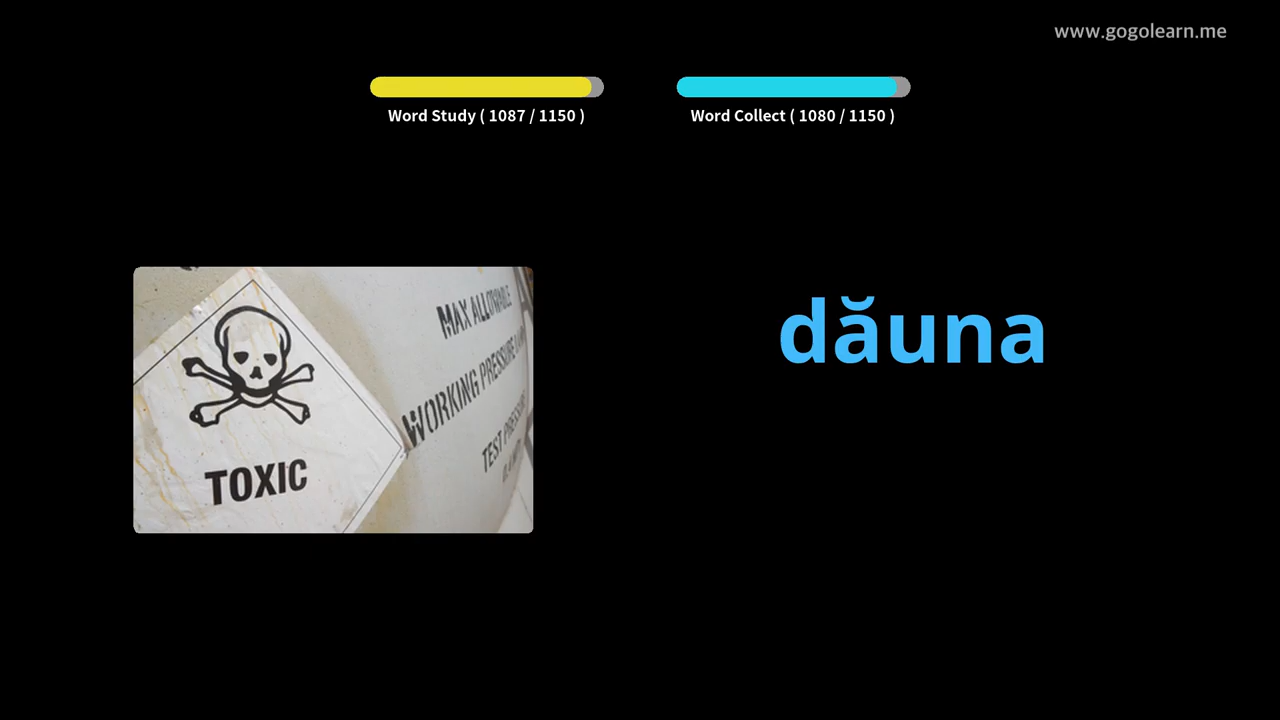 www.gogolearn.me
Word Study ( 1087 / 1150 )
Word Collect ( 1080 / 1150 )
MAX ALLOWABLE
WORKING PRESSURE
TEST PRESSURE
TOXIC
dăuna